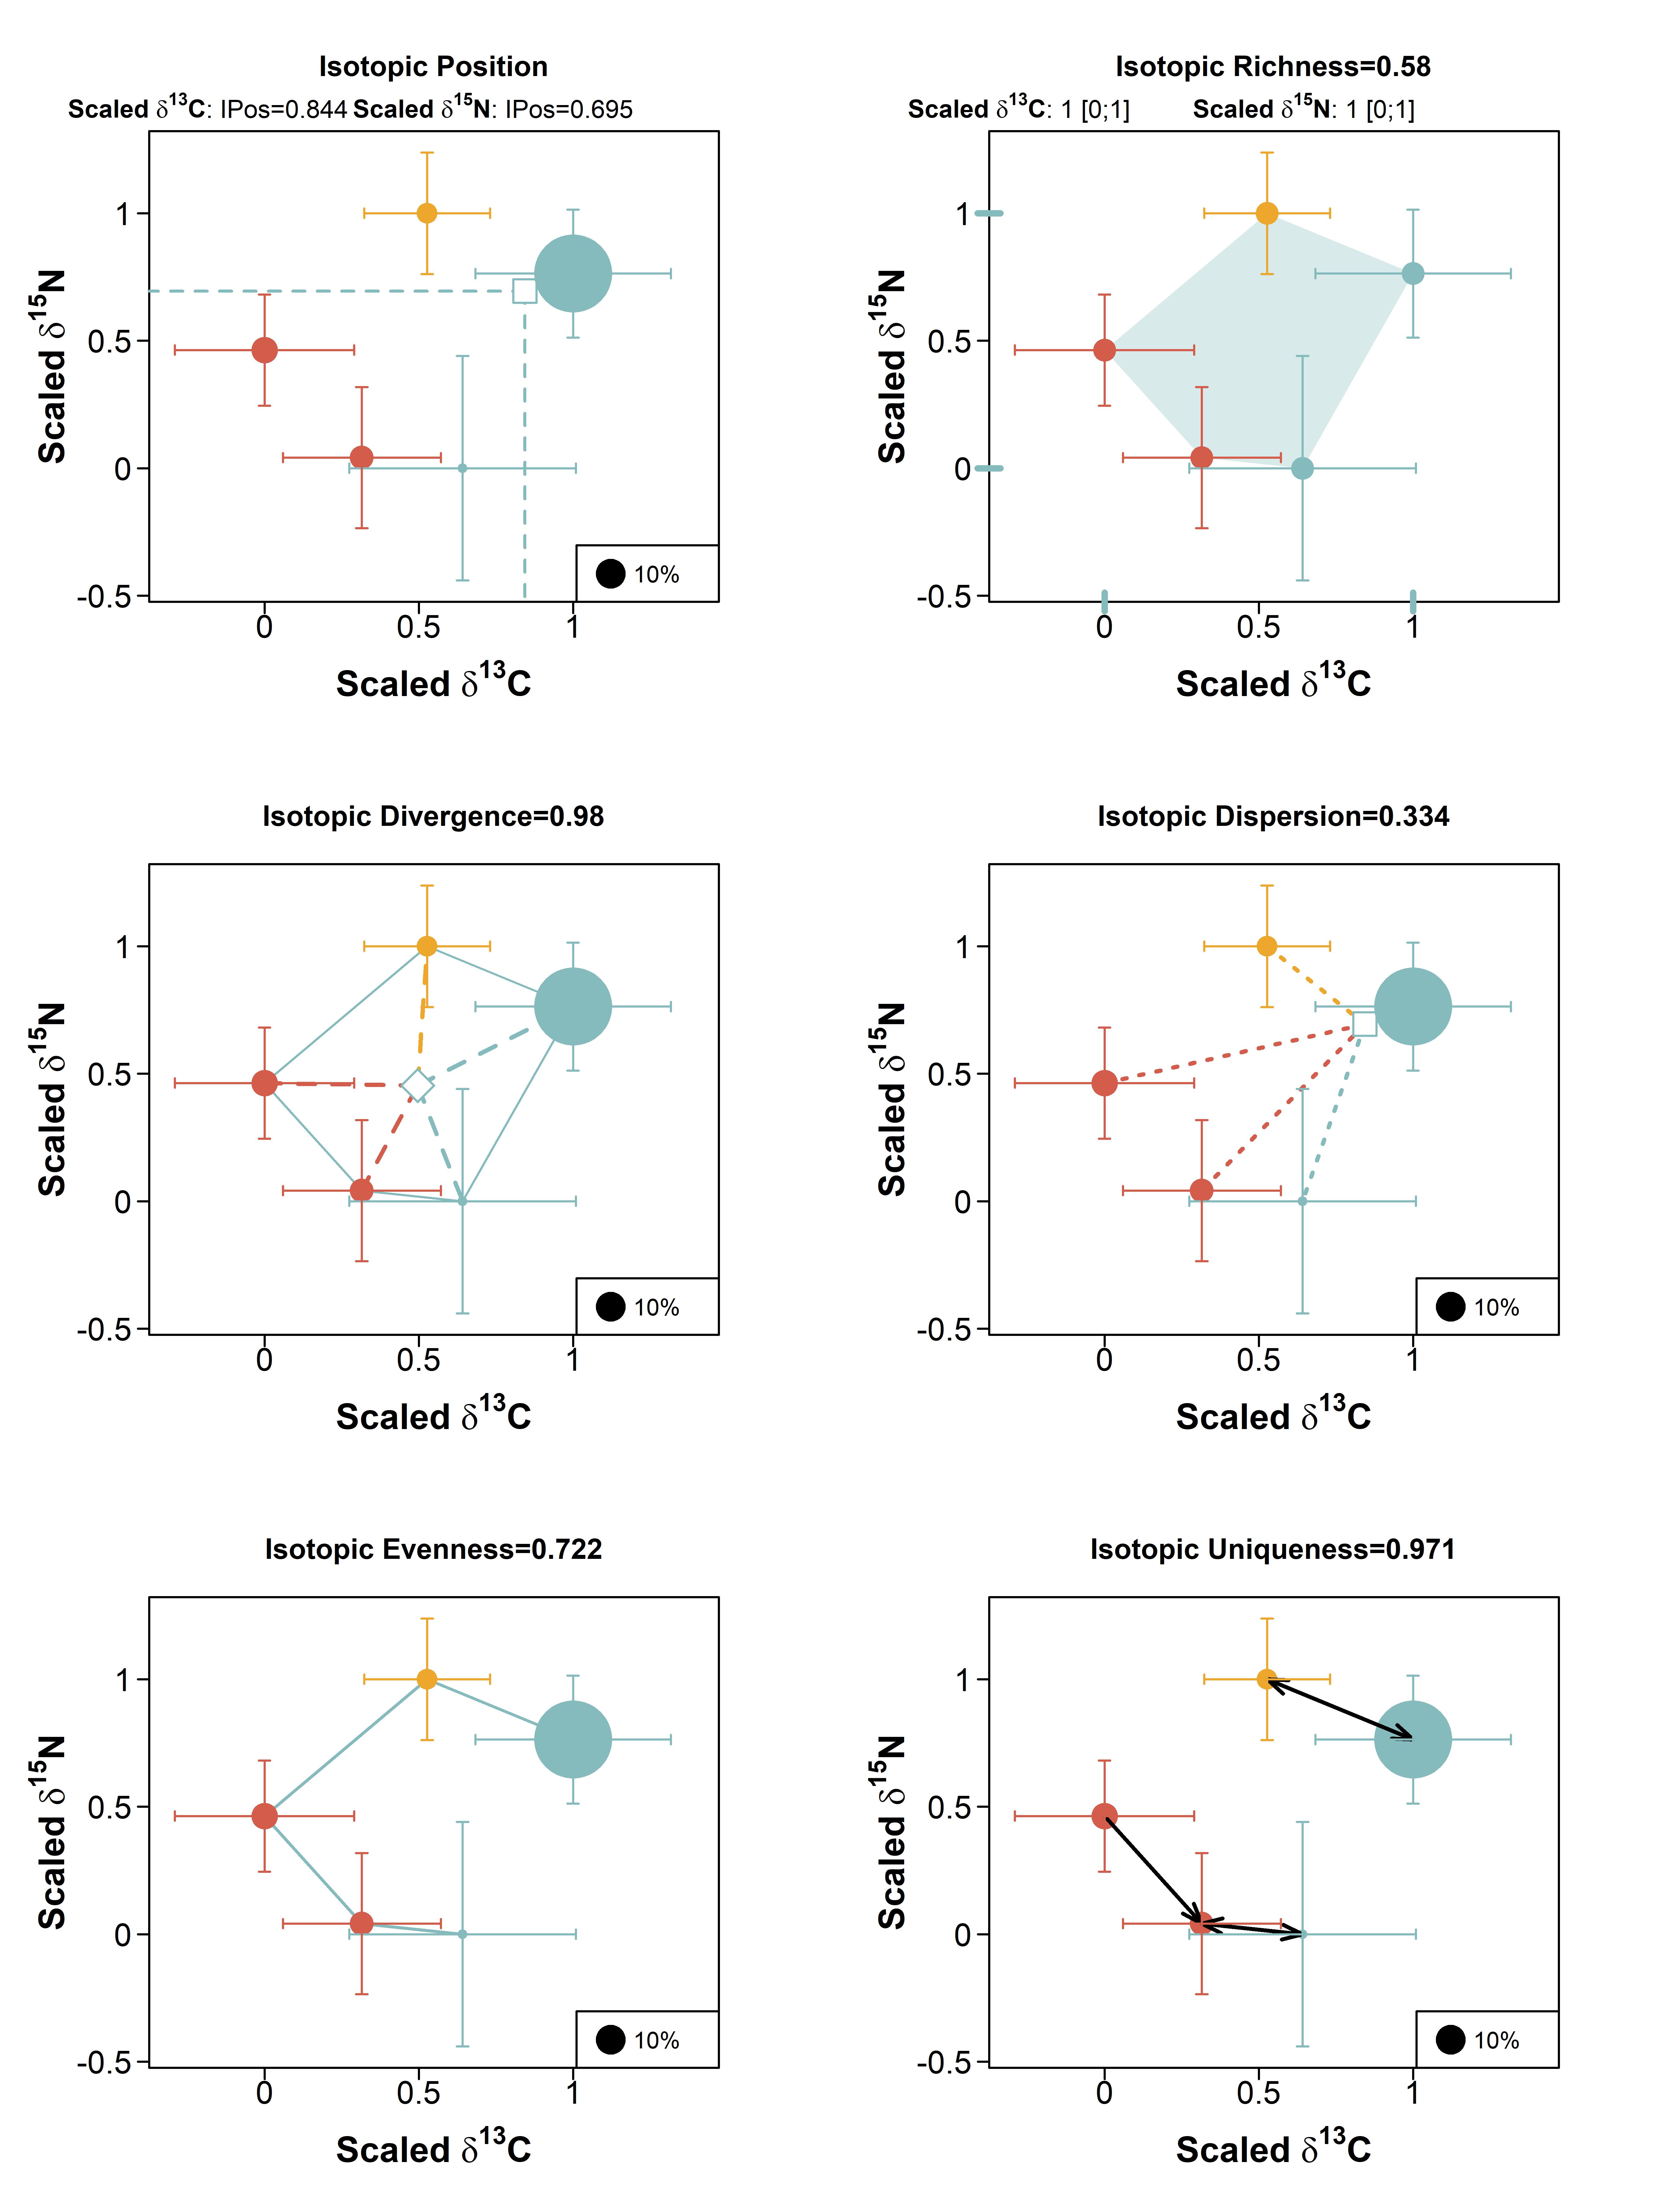 Isotopic Position
Scaled δ13C: IPos=0.844 Scaled δ15N: IPos=0.695
1
0.5
0
-0.5
0 0.5 1
Scaled δ15N
Scaled δ13C
10%
Isotopic Richness=0.58
Scaled δ13C: 1 [0;1] Scaled δ15N: 1 [0;1]
1
0.5
0
-0.5
0 0.5 1
Scaled δ15N
Scaled δ13C
Isotopic Divergence=0.98
1
0.5
0
-0.5
0 0.5 1
Scaled δ15N
Scaled δ13C
10%
Isotopic Dispersion=0.334
1
0.5
0
-0.5
0 0.5 1
Scaled δ15N
Scaled δ13C
10%
Isotopic Evenness=0.722
1
0.5
0
-0.5
0 0.5 1
Scaled δ15N
Scaled δ13C
10%
Isotopic Uniqueness=0.971
1
0.5
0
-0.5
0 0.5 1
Scaled δ15N
Scaled δ13C
10%